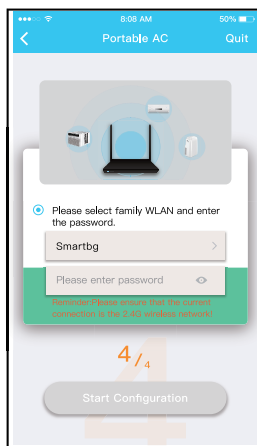 8:08 AM
50%
Portable AC
Quit
Please select family WLAN and enter
the password.
Smartbg
Please enter password
Reminder:Please ensure that the current
connection is the 2.4G wireless network!
4/4
Start Configuration